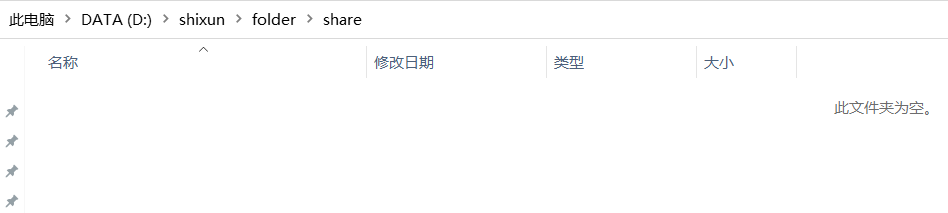 此电脑 > DATA (D:) > shixun > folder > share
名称 修改日期 类型 大小
此文件夹为空。